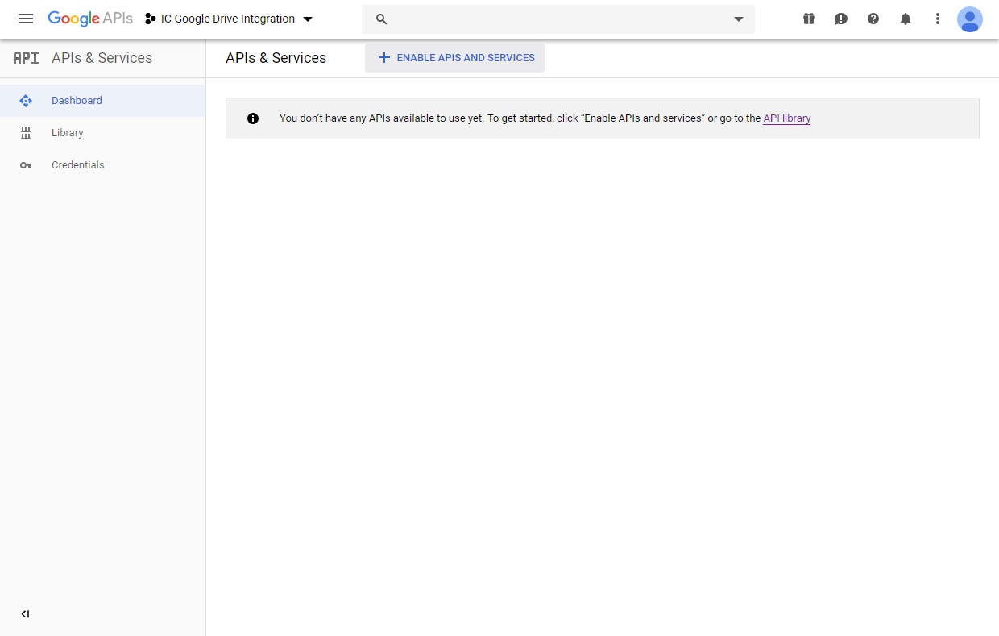 Google APIs IC Google Drive Integration
API APIs & Services
APIs & Services
ENABLE APIS AND SERVICES
Dashboard
Library
Credentials
You don’t have any APIs available to use yet. To get started, click “Enable APIs and services” or go to the API library